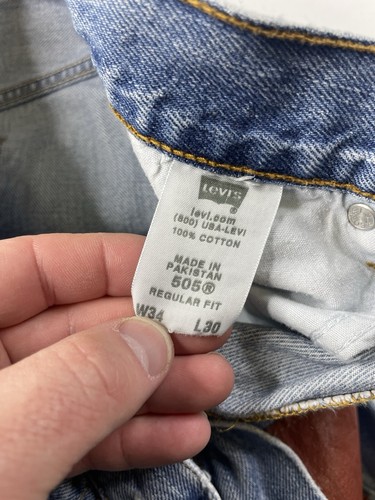 Levi's
levi.com
(800) USA-LEVI
100% COTTON
MADE IN
PAKISTAN
505®
REGULAR FIT
W34 L30